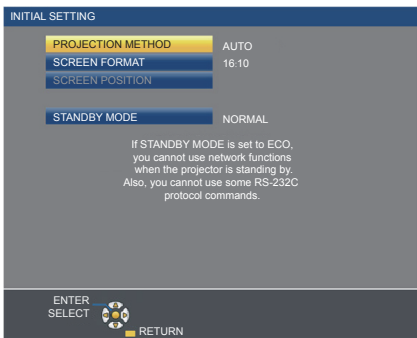 INITIAL SETTING
PROJECTION METHOD AUTO
SCREEN FORMAT 16:10
SCREEN POSITION
STANDBY MODE NORMAL
If STANDBY MODE is set to ECO,
you cannot use network functions
when the projector is standing by.
Also, you cannot use some RS-232C
protocol commands.
ENTER
SELECT
RETURN